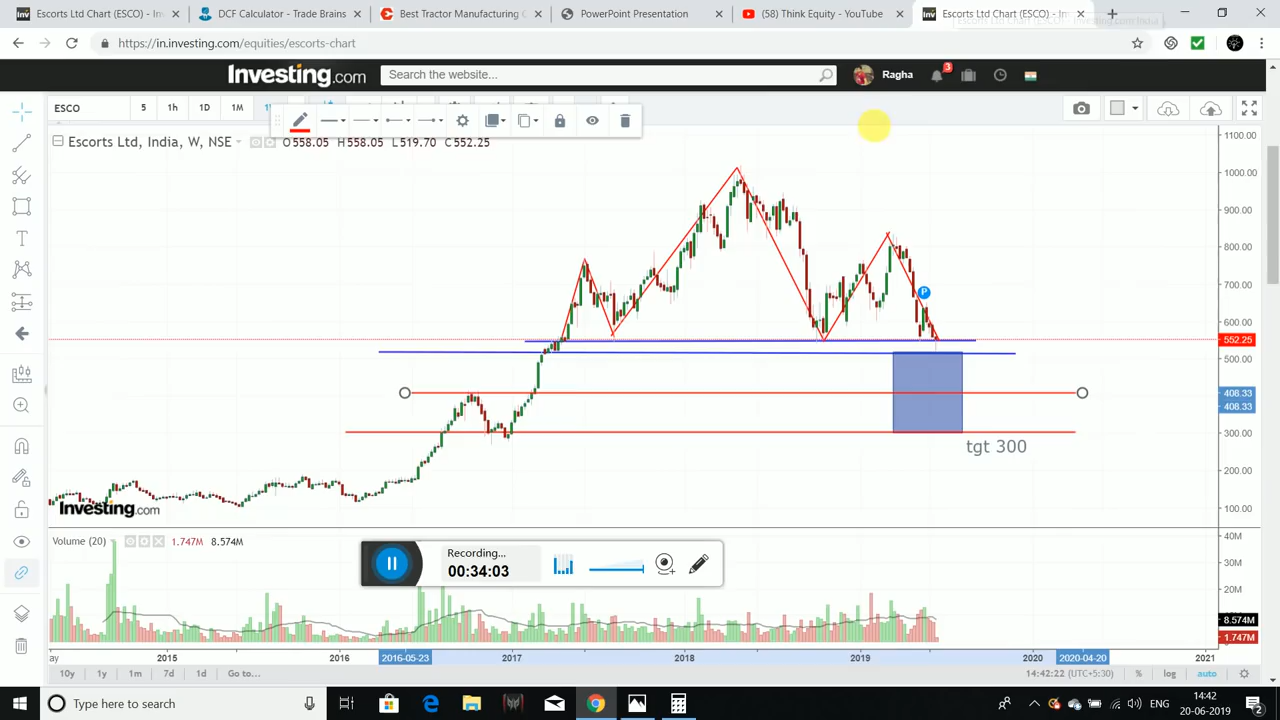 Escorts Ltd Chart (ESCO) - Inv
DCF Calculator - Trade Brains
Best Tractor Manufacturing C
PowerPoint Presentation
(58) Think Equity - YouTube
Escorts Ltd Chart (ESCO) - Inv
https://in.investing.com/equities/escorts-chart
Investing.com
Search the website...
Ragha
3
ESCO
5
1h
1D
1M
Escorts Ltd, India, W, NSE
O558.05 H558.05 L519.70 C552.25
1100.00
1000.00
900.00
800.00
700.00
P
600.00
552.25
500.00
408.33
408.33
300.00
tgt 300
200.00
100.00
Investing.com
Volume (20)
1.747M
8.574M
40M
30M
20M
8.574M
1.747M
Recording...
00:34:03
ay
2015
2016
2016-05-23
2017
2018
2019
2020
2020-04-20
2021
10y
1y
1m
7d
1d
Go to...
14:42:22 (UTC+5:30)
%
log
auto
Type here to search
ENG
14:42
20-06-2019
2